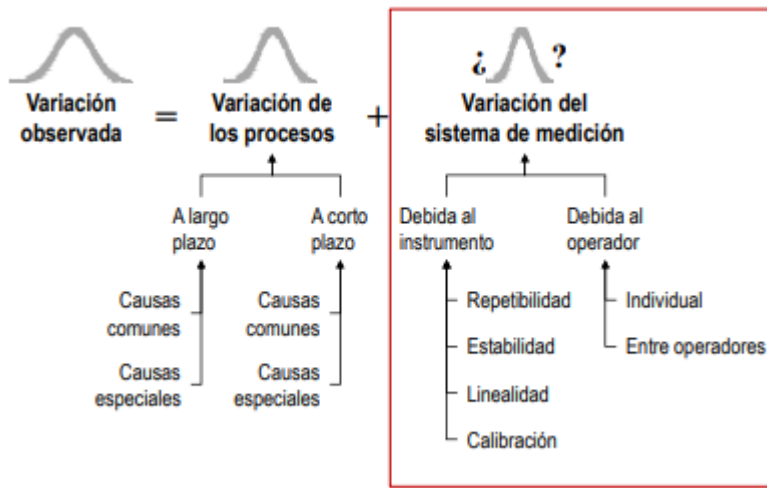 ¿ ?
Variación
observada
=
Variación de
los procesos
+
Variación del
sistema de medición
A largo
plazo
A corto
plazo
Debida al
instrumento
Debida al
operador
Causas
comunes
Causas
especiales
Causas
comunes
Causas
especiales
Repetibilidad
Estabilidad
Linealidad
Calibración
Individual
Entre operadores